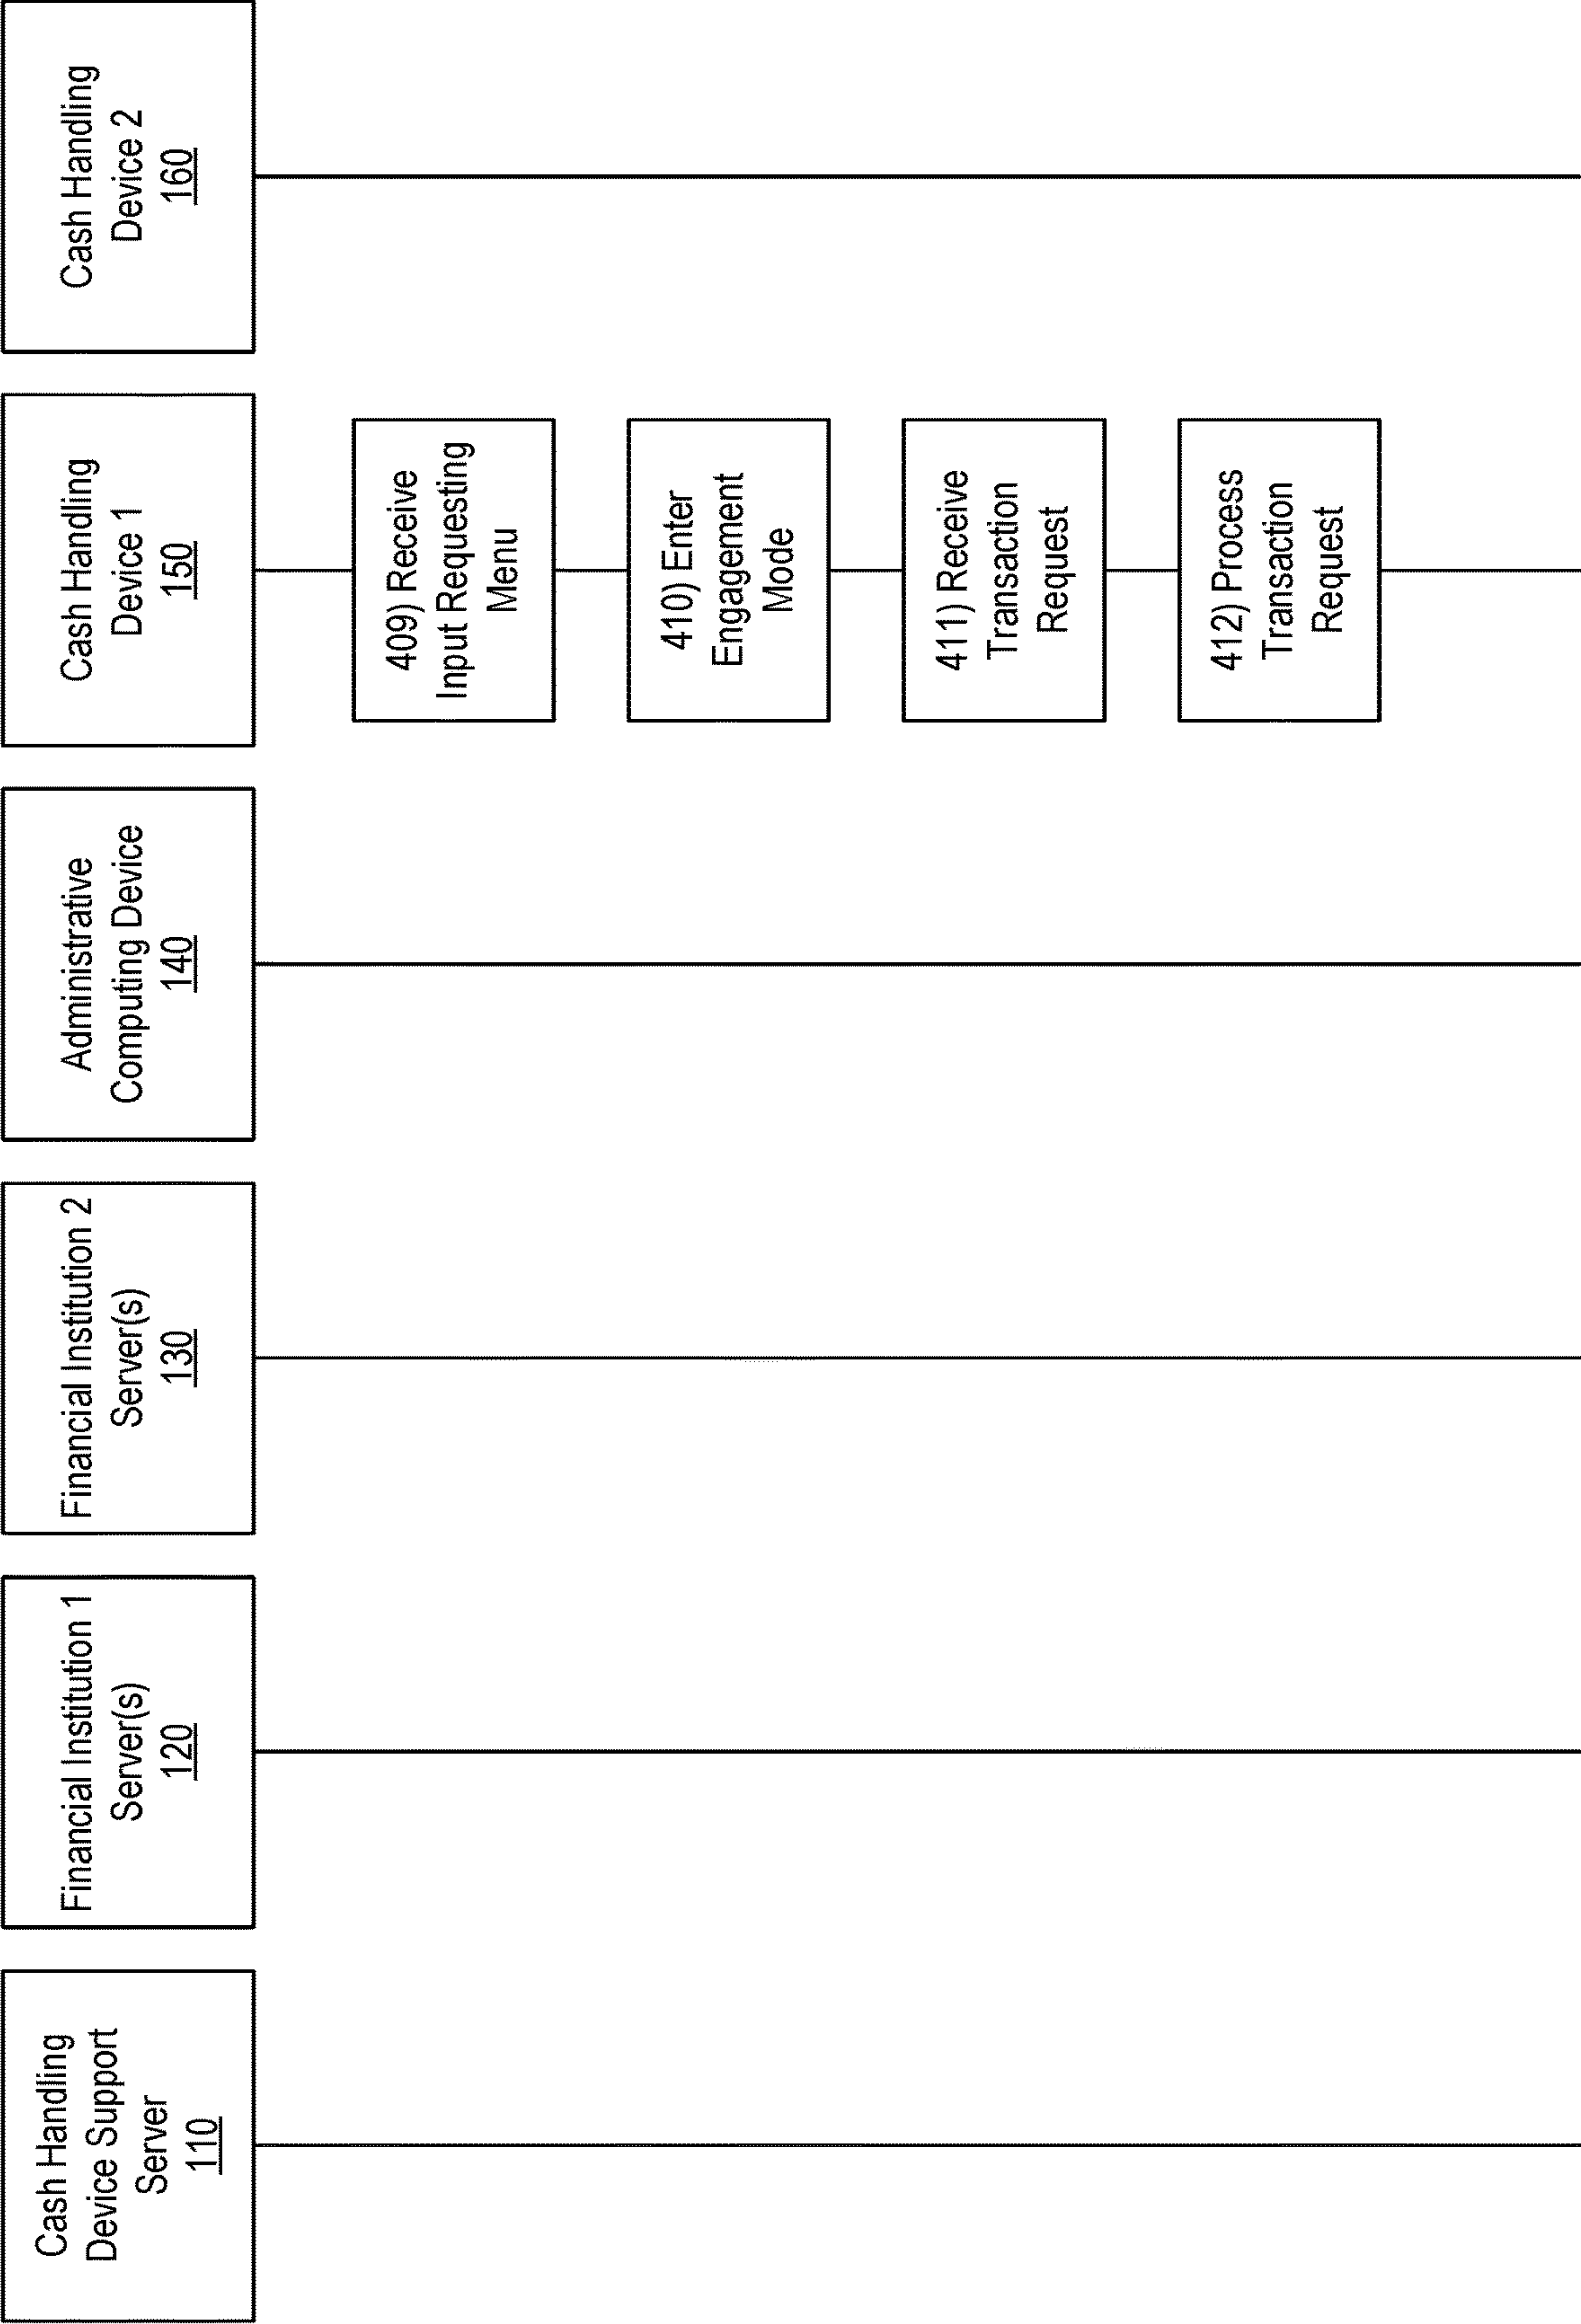 Cash Handling
Device Support
Server
110
Financial Institution 1
Server(s)
120
Financial Institution 2
Server(s)
130
Administrative
Computing Device
140
Cash Handling
Device 1
150
Cash Handling
Device 2
160
409) Receive
Input Requesting
Menu
410) Enter
Engagement
Mode
411) Receive
Transaction
Request
412) Process
Transaction
Request